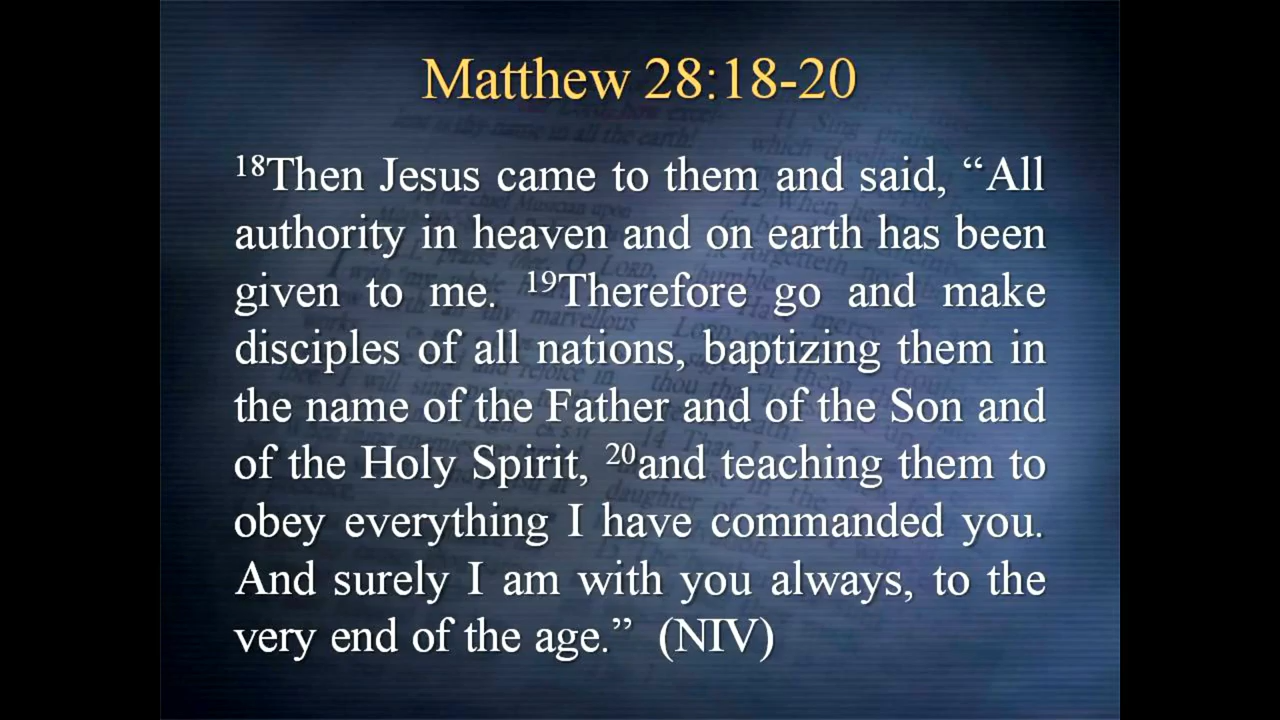 Matthew 28:18-20
18Then Jesus came to them and said, “All
authority in heaven and on earth has been
given to me. 19Therefore go and make
disciples of all nations, baptizing them in
the name of the Father and of the Son and
of the Holy Spirit, 20and teaching them to
obey everything I have commanded you.
And surely I am with you always, to the
very end of the age.” (NIV)